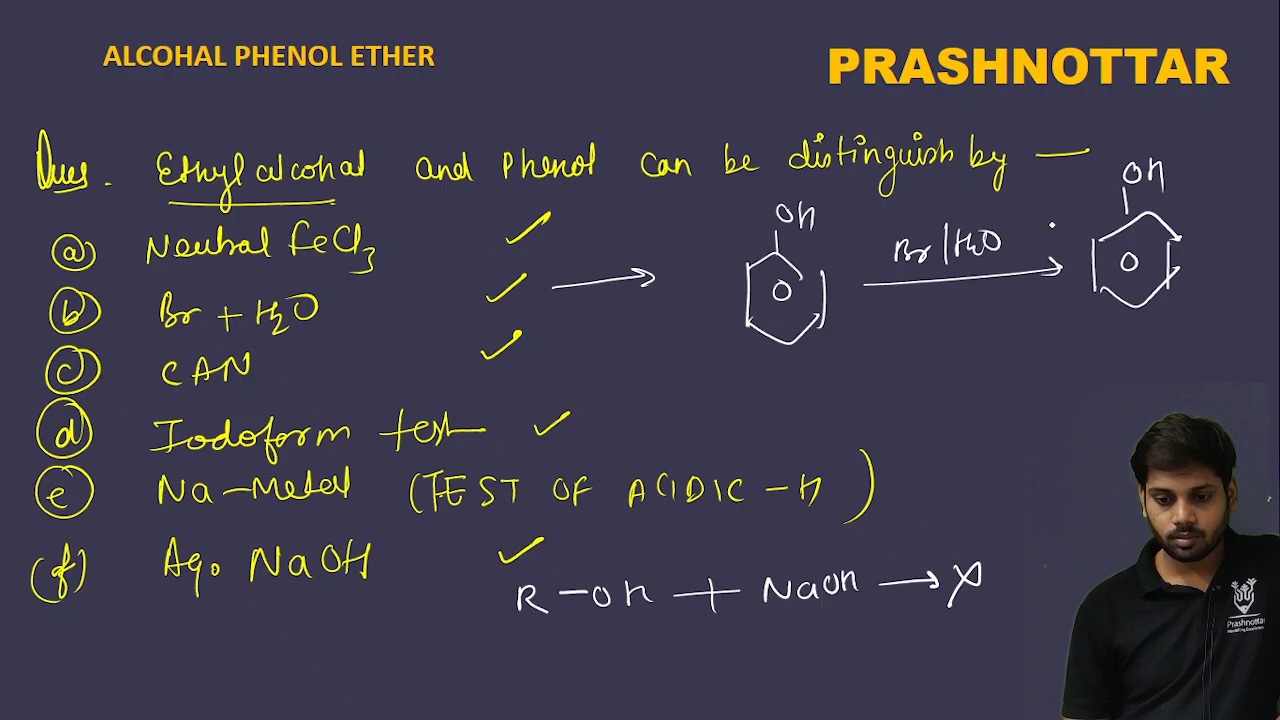 ALCOHAL PHENOL ETHER
PRASHNOTTAR
Ques. Ethyl alcohal and Phenol can be distinguish by —
(a) Neutral FeCl3 ✓
(b) Br + H2O ✓ →
(c) CAN ✓
(d) Iodoform test ✓
(e) Na-Metal (TEST OF ACIDIC - H)
(f) Aq. NaOH ✓
OH
Br/H2O
OH
R-OH + NaOH → X
Prashnottar